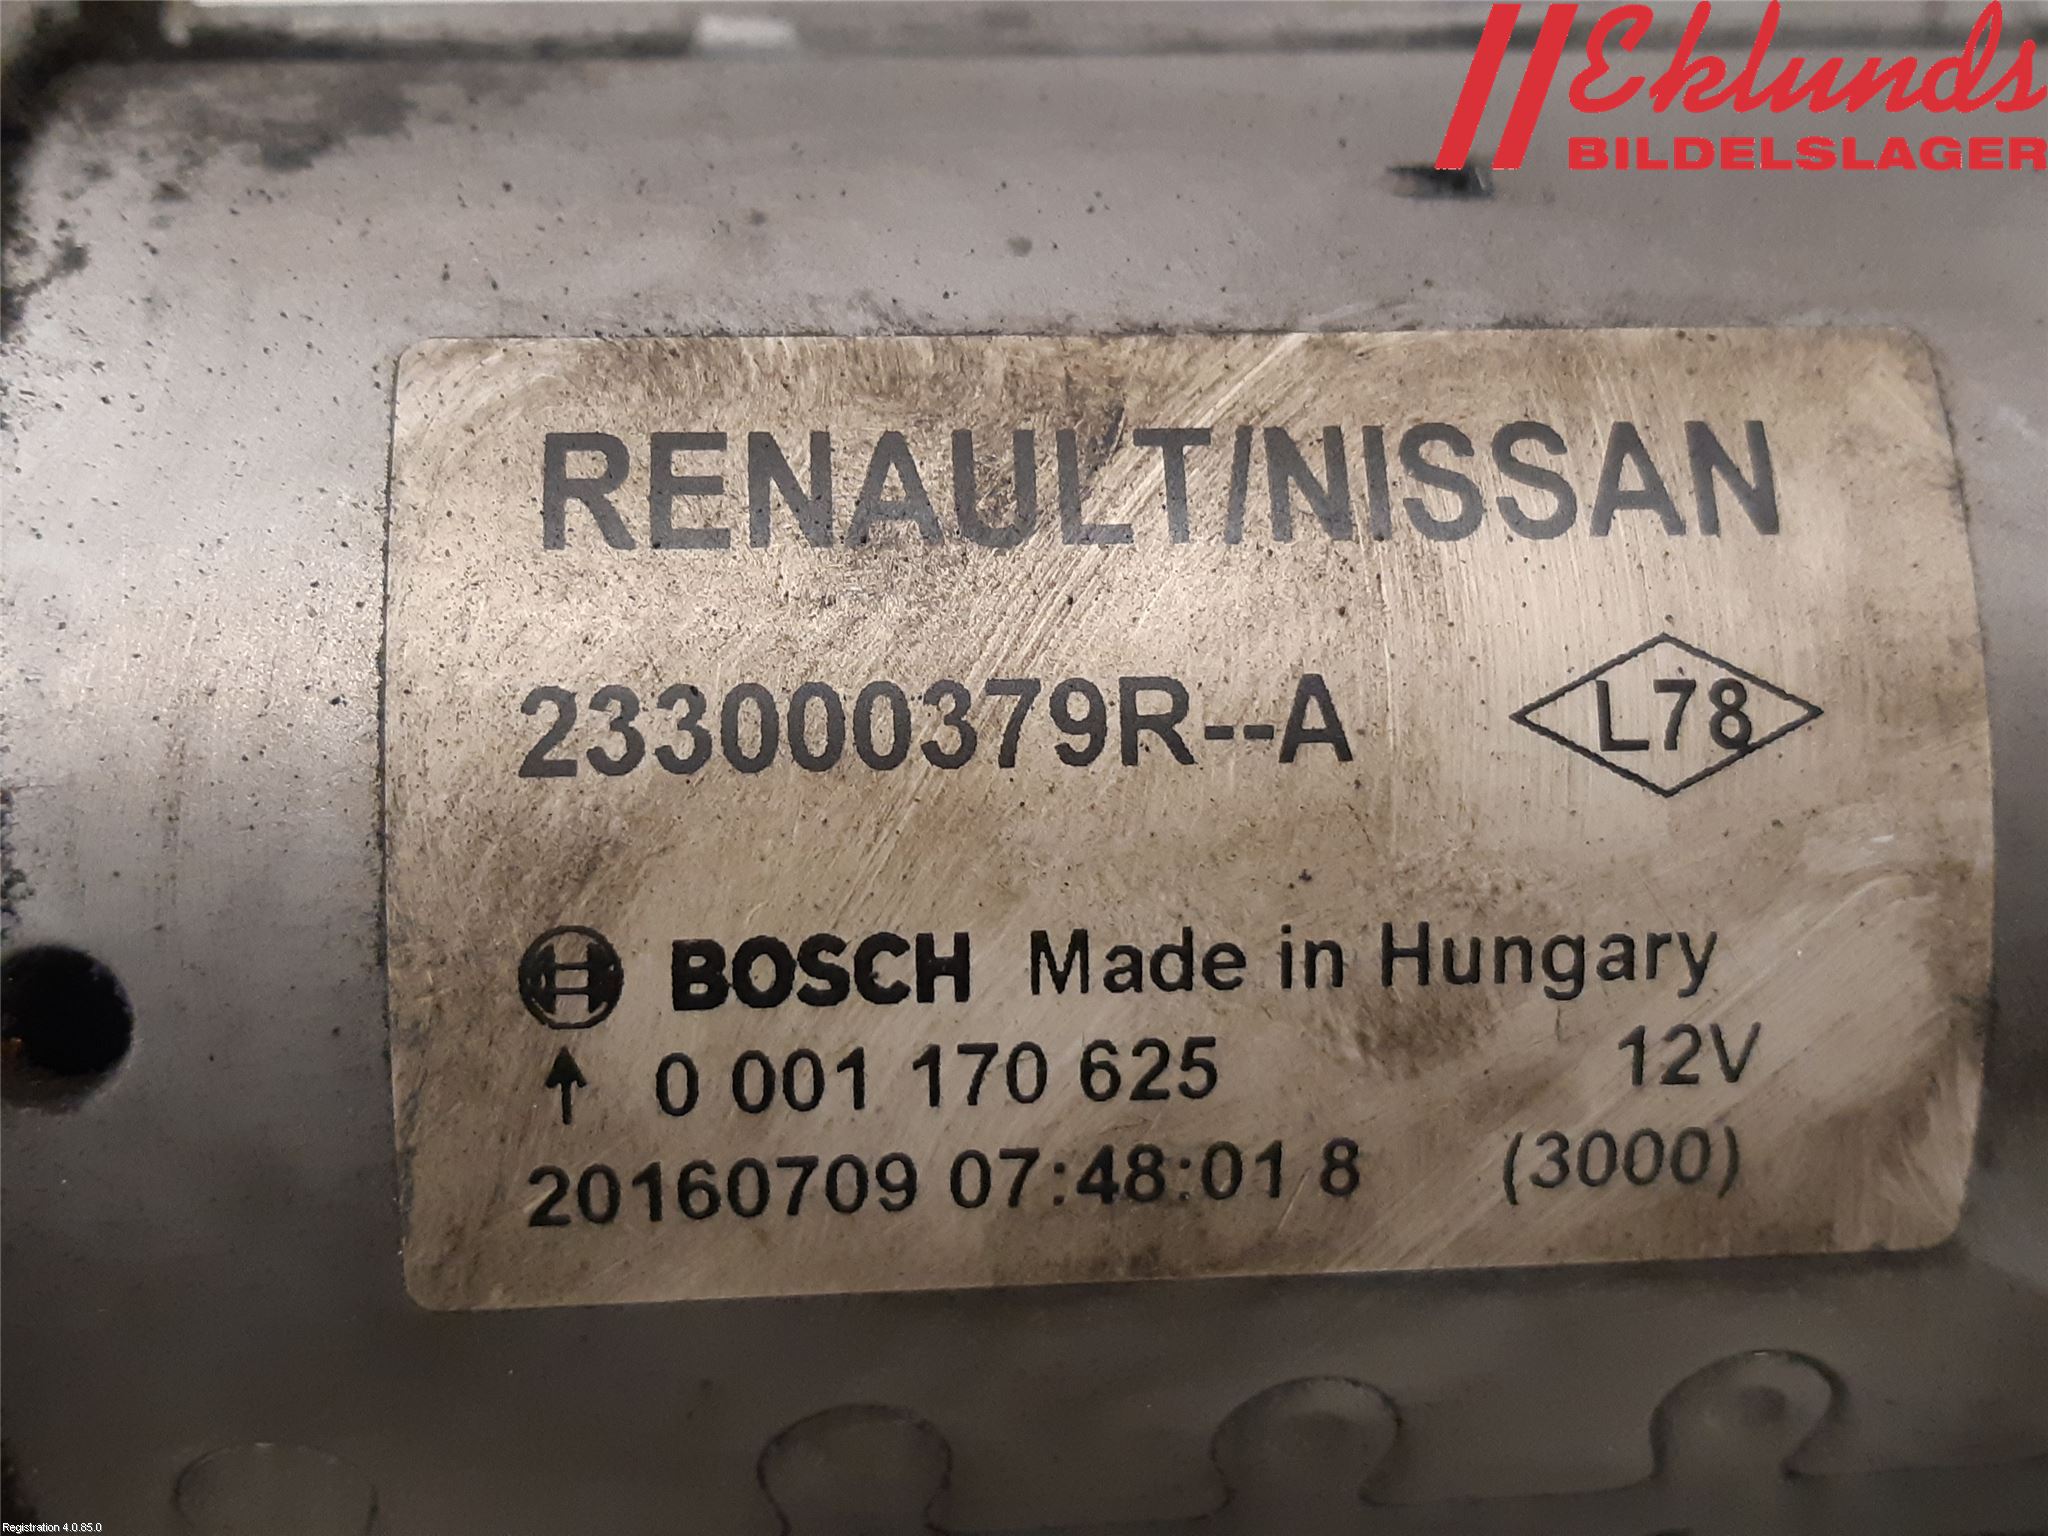 Eklunds
BILDELSLAGER
RENAULT/NISSAN
233000379R--A
L78
BOSCH Made in Hungary
↑ 0 001 170 625 12V
20160709 07:48:01 8 (3000)
Registration 4.0.85.0